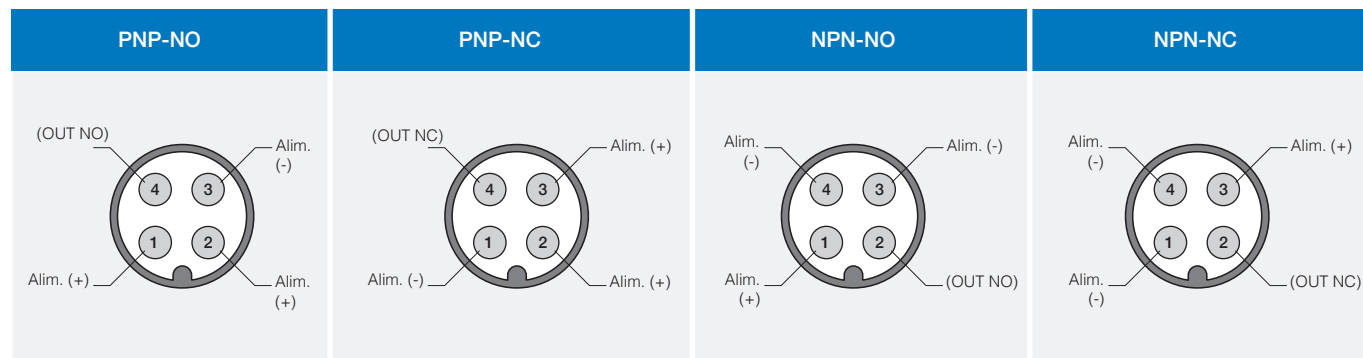 PNP-NO
PNP-NC
NPN-NO
NPN-NC
(OUT NO)
Alim.
(-)
4
3
1
2
Alim. (+)
Alim.
(+)
(OUT NC)
Alim. (+)
4
3
1
2
Alim. (-)
Alim. (+)
Alim.
(-)
Alim. (-)
4
3
1
2
Alim.
(+)
(OUT NO)
Alim.
(-)
Alim. (+)
4
3
1
2
Alim.
(-)
(OUT NC)